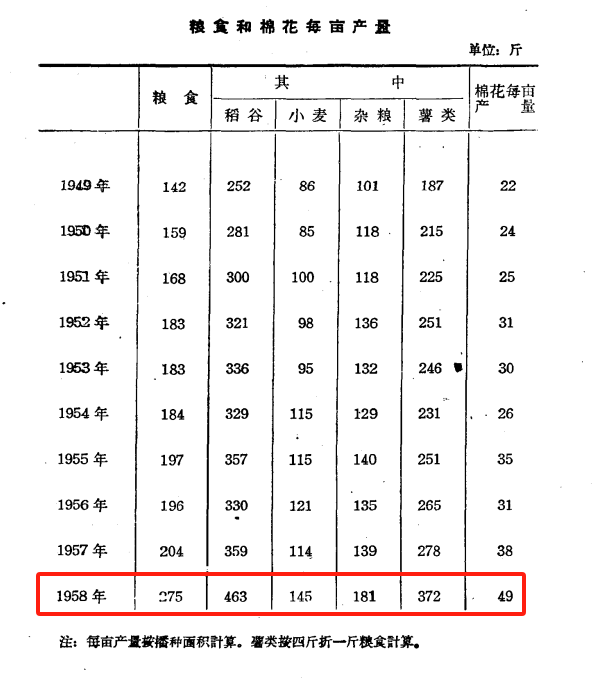 粮食和棉花每亩产量
单位：斤
粮食 其中 棉花每亩产量
稻谷 小麦 杂粮 薯类
1949年 142 252 86 101 187 22
1950年 159 281 85 118 215 24
1951年 168 300 100 118 225 25
1952年 183 321 98 136 251 31
1953年 183 336 95 132 246 30
1954年 184 329 115 129 231 26
1955年 197 357 115 140 251 35
1956年 196 330 121 135 265 31
1957年 204 359 114 139 278 38
1958年 275 463 145 181 372 49
注：每亩产量按播种面积計算。薯类按四斤折一斤粮食計算。